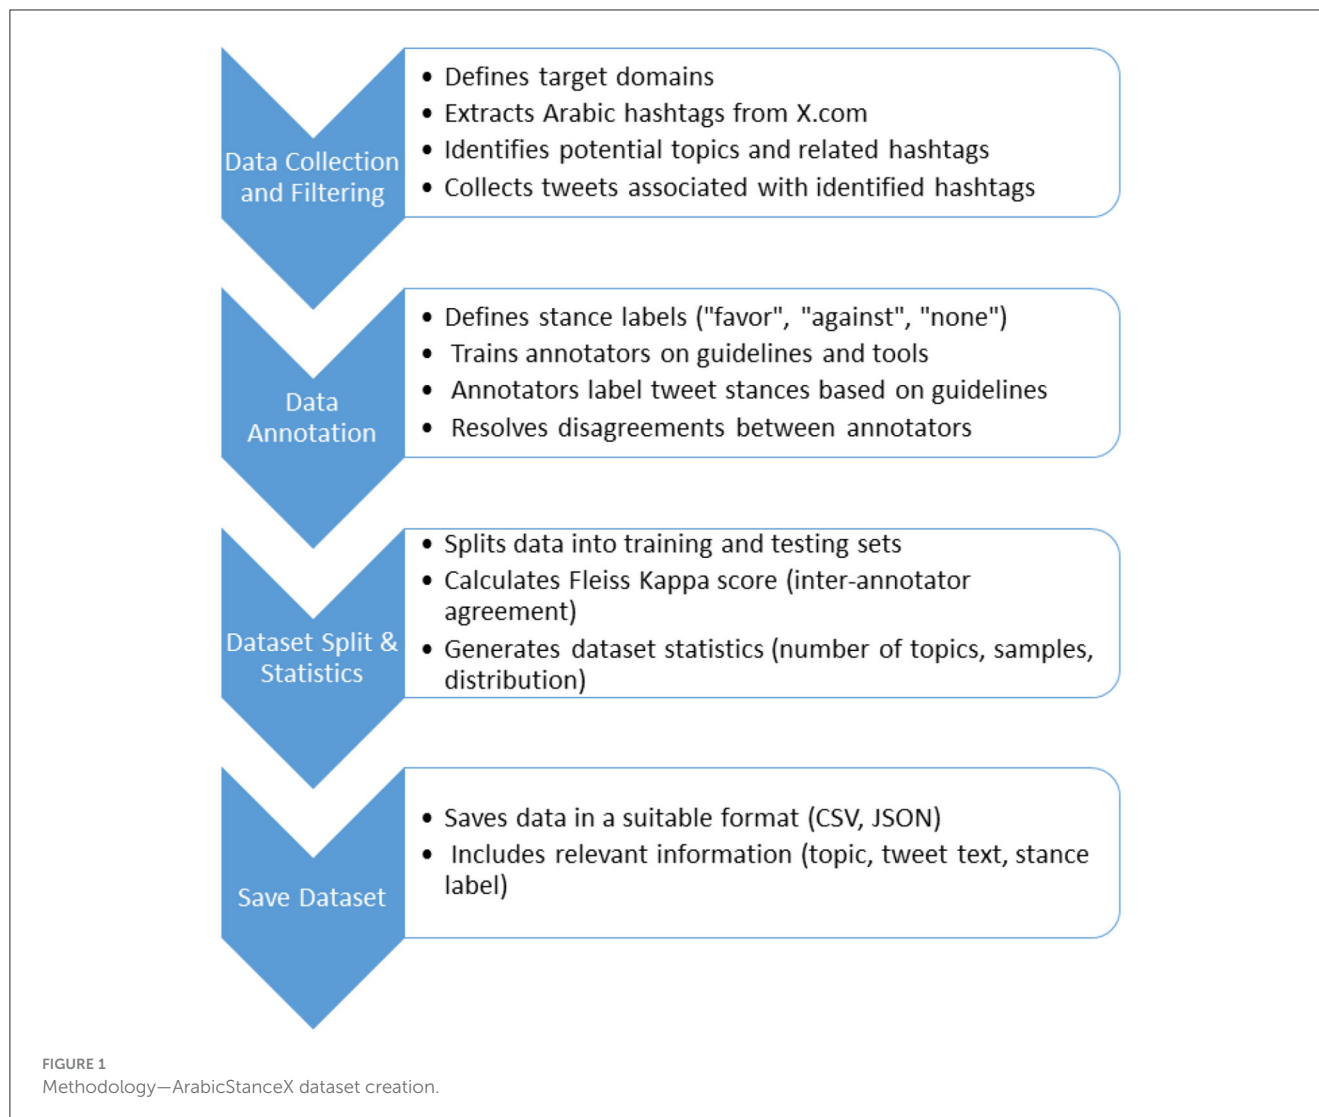 Data Collection
and Filtering
• Defines target domains
• Extracts Arabic hashtags from X.com
• Identifies potential topics and related hashtags
• Collects tweets associated with identified hashtags
Data
Annotation
• Defines stance labels ("favor", "against", "none")
• Trains annotators on guidelines and tools
• Annotators label tweet stances based on guidelines
• Resolves disagreements between annotators
Dataset Split &
Statistics
• Splits data into training and testing sets
• Calculates Fleiss Kappa score (inter-annotator
agreement)
• Generates dataset statistics (number of topics, samples,
distribution)
Save Dataset
• Saves data in a suitable format (CSV, JSON)
• Includes relevant information (topic, tweet text, stance
label)
FIGURE 1
Methodology—ArabicStanceX dataset creation.